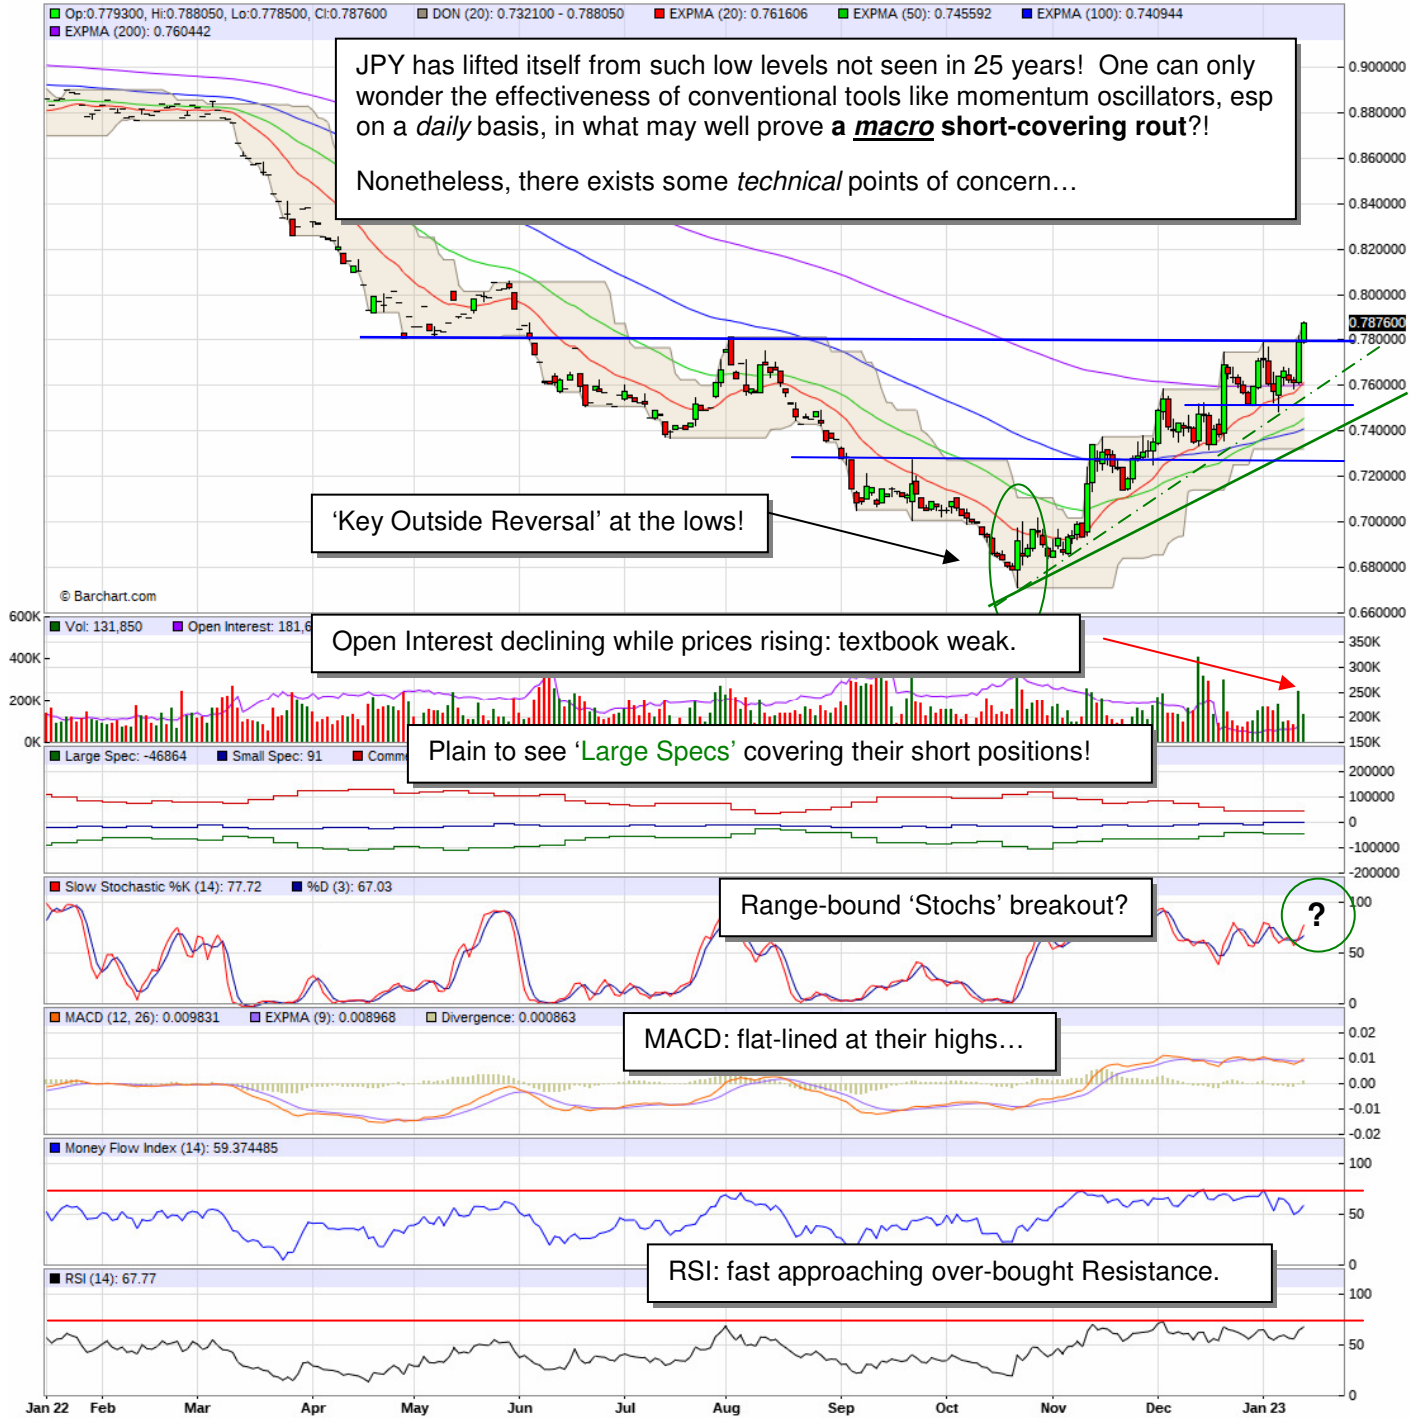 Op:0.779300, Hi:0.788050, Lo:0.778500, Cl:0.787600 DON (20): 0.732100 - 0.788050 EXPMA (20): 0.761606 EXPMA (50): 0.745592 EXPMA (100): 0.740944
EXPMA (200): 0.760442
JPY has lifted itself from such low levels not seen in 25 years! One can only
wonder the effectiveness of conventional tools like momentum oscillators, esp
on a daily basis, in what may well prove a macro short-covering rout?!
Nonetheless, there exists some technical points of concern…
0.900000
0.880000
0.860000
0.840000
0.820000
0.800000
0.787600
0.780000
0.760000
0.740000
0.720000
0.700000
0.680000
0.660000
‘Key Outside Reversal’ at the lows!
© Barchart.com
Vol: 131,850 Open Interest: 181,6
Open Interest declining while prices rising: textbook weak.
600K
400K
200K
0K
350K
300K
250K
200K
150K
Plain to see ‘Large Specs’ covering their short positions!
Large Spec: -46864 Small Spec: 91 Comm
200000
100000
0
-100000
-200000
Slow Stochastic %K (14): 77.72 %D (3): 67.03
Range-bound ‘Stochs’ breakout?
?
100
50
0
MACD (12, 26): 0.009831 EXPMA (9): 0.008968 Divergence: 0.000863
MACD: flat-lined at their highs…
0.02
0.01
0.00
-0.01
-0.02
Money Flow Index (14): 59.374485
100
50
0
RSI: fast approaching over-bought Resistance.
RSI (14): 67.77
100
50
0
Jan 22 Feb Mar Apr May Jun Jul Aug Sep Oct Nov Dec Jan 23